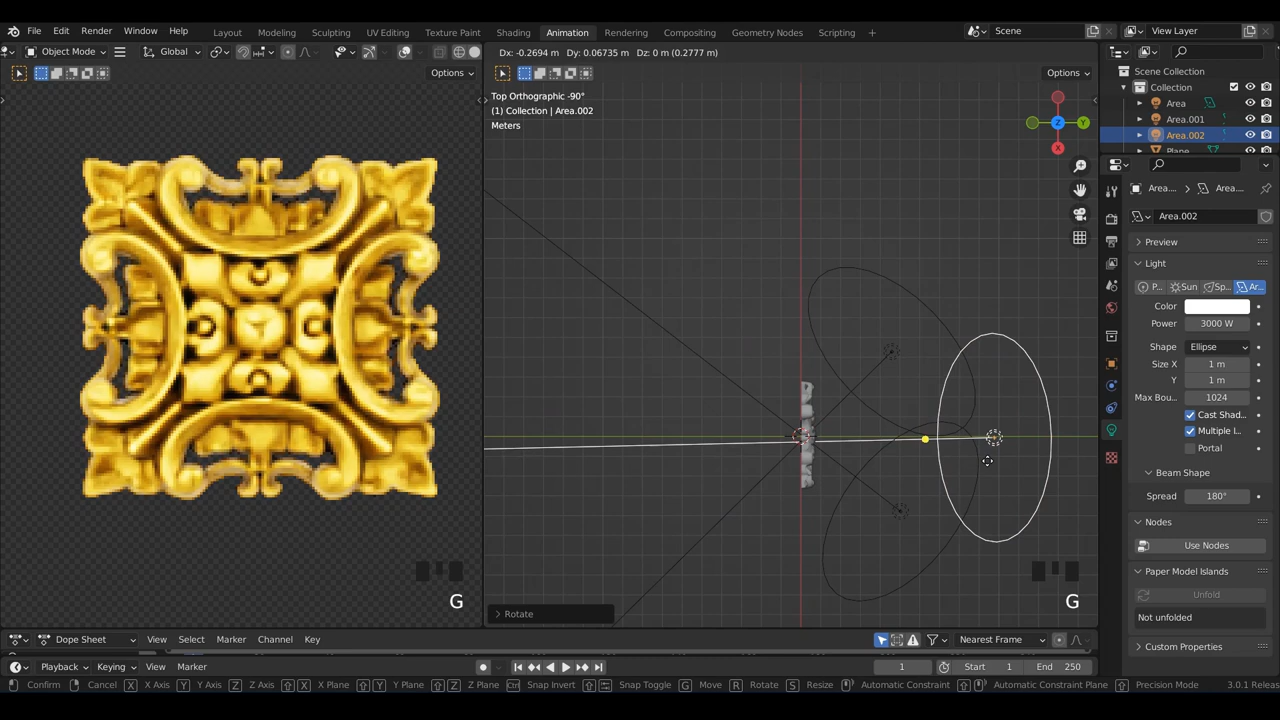 File Edit Render Window Help Layout Modeling Sculpting UV Editing Texture Paint Shading Animation Rendering Compositing Geometry Nodes Scripting + Scene View Layer
Object Mode Global Dx: -0.2694 m Dy: 0.06735 m Dz: 0 m (0.2777 m)
Options Options
Scene Collection
Collection
Area
Area.001
Area.002
Plane
Top Orthographic -90°
(1) Collection | Area.002
Meters
Z Y X
Area.... Area....
Area.002
Preview
Light
P... Sun Sp... Ar...
Color
Power 3000 W
Shape Ellipse
Size X 1 m
Y 1 m
Max Bou... 1024
Cast Shad...
Multiple I...
Portal
Beam Shape
Spread 180°
Nodes
Use Nodes
Paper Model Islands
Unfold
Not unfolded
Custom Properties
G G
Rotate
Dope Sheet View Select Marker Channel Key Nearest Frame
Playback Keying View Marker 1 Start 1 End 250
Confirm Cancel X X Axis Y Y Axis Z Z Axis X X Plane Y Y Plane Z Z Plane Ctrl Snap Invert Snap Toggle G Move R Rotate S Resize Automatic Constraint Automatic Constraint Plane Precision Mode 3.0.1 Releas